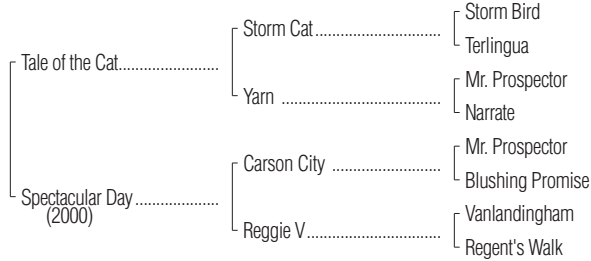 Storm Bird
Storm Cat........................
Terlingua
Tale of the Cat...................
Mr. Prospector
Yarn ...............................
Narrate
Mr. Prospector
Carson City .....................
Blushing Promise
Spectacular Day................
(2000)
Vanlandingham
Reggie V..........................
Regent's Walk